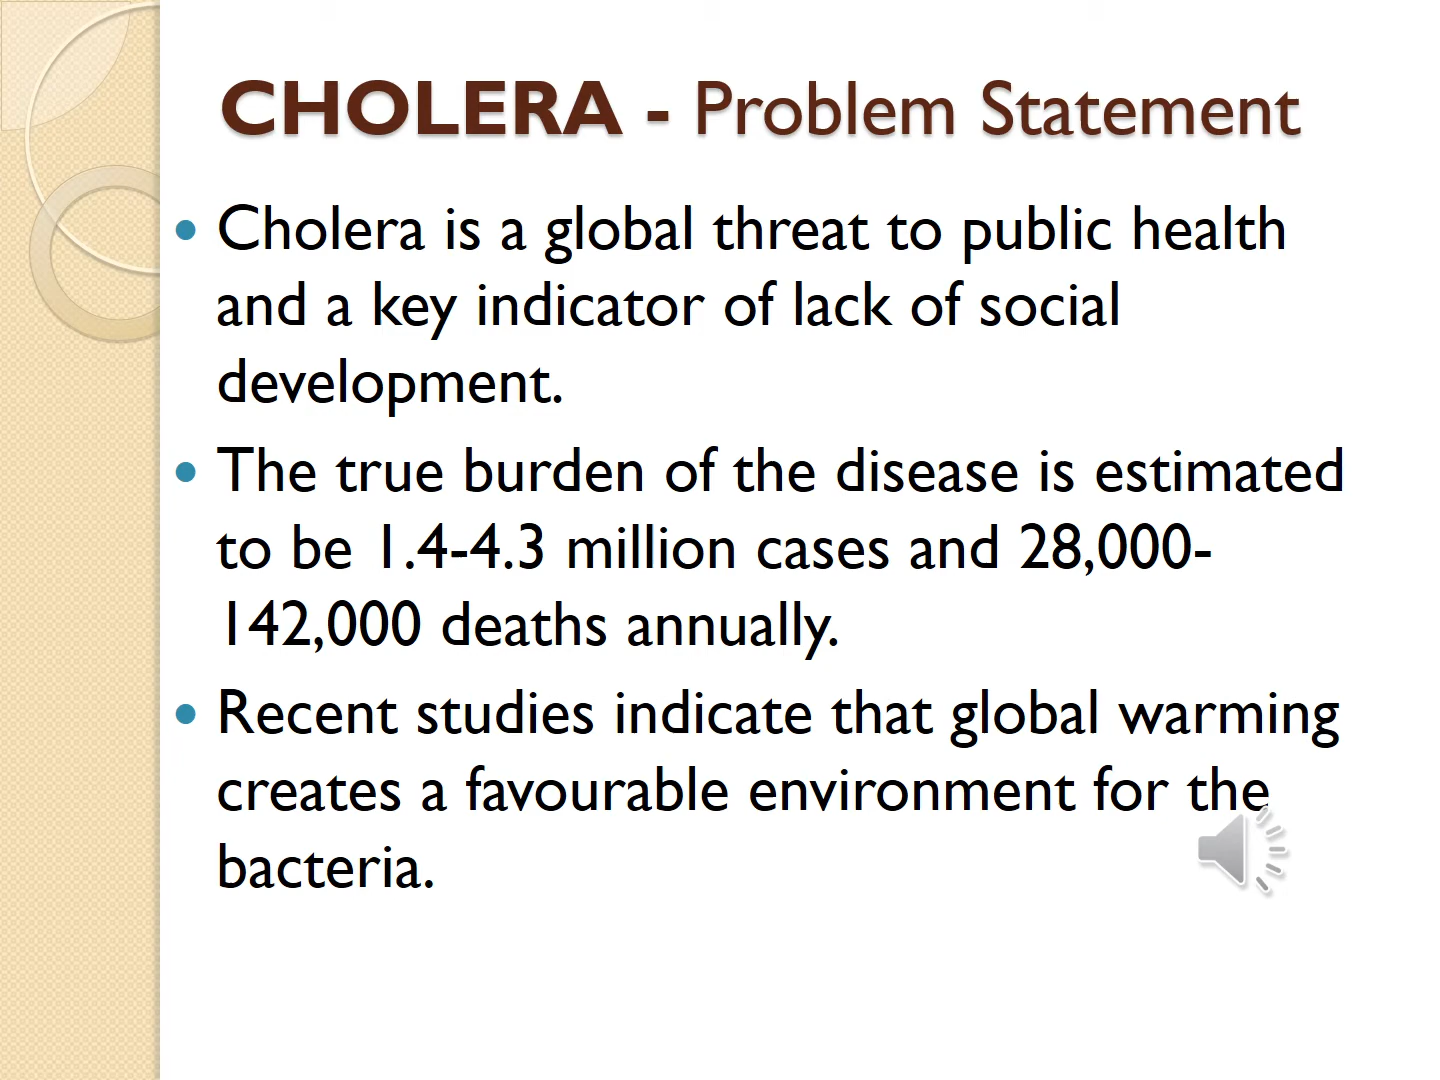 CHOLERA - Problem Statement
• Cholera is a global threat to public health
and a key indicator of lack of social
development.
• The true burden of the disease is estimated
to be 1.4-4.3 million cases and 28,000-
142,000 deaths annually.
• Recent studies indicate that global warming
creates a favourable environment for the
bacteria.